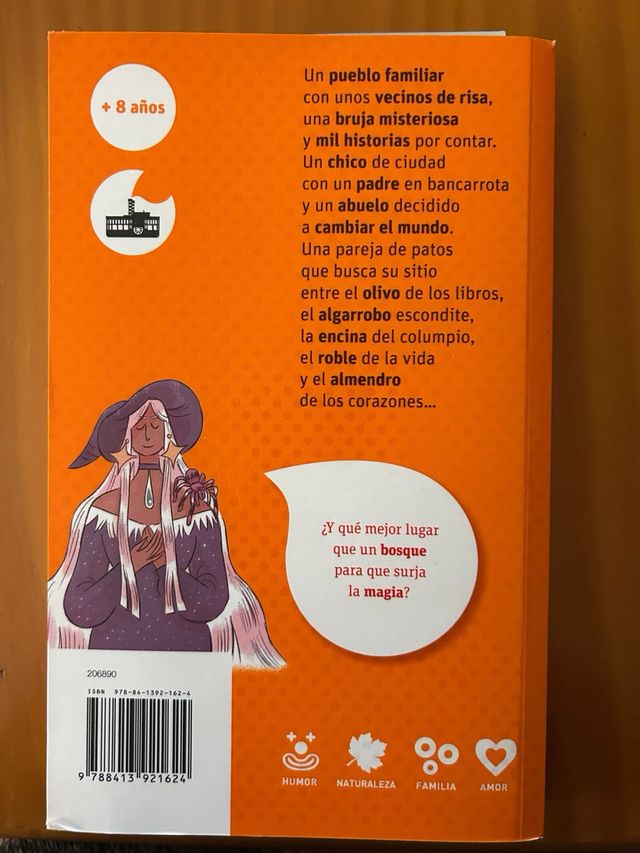 + 8 años
Un pueblo familiar
con unos vecinos de risa,
una bruja misteriosa
y mil historias por contar.
Un chico de ciudad
con un padre en bancarrota
y un abuelo decidido
a cambiar el mundo.
Una pareja de patos
que busca su sitio
entre el olivo de los libros,
el algarrobo escondite,
la encina del columpio,
el roble de la vida
y el almendro
de los corazones...
¿Y qué mejor lugar
que un bosque
para que surja
la magia?
206890
ISBN 978-84-1392-162-4
9 788413 921624
HUMOR
NATURALEZA
FAMILIA
AMOR